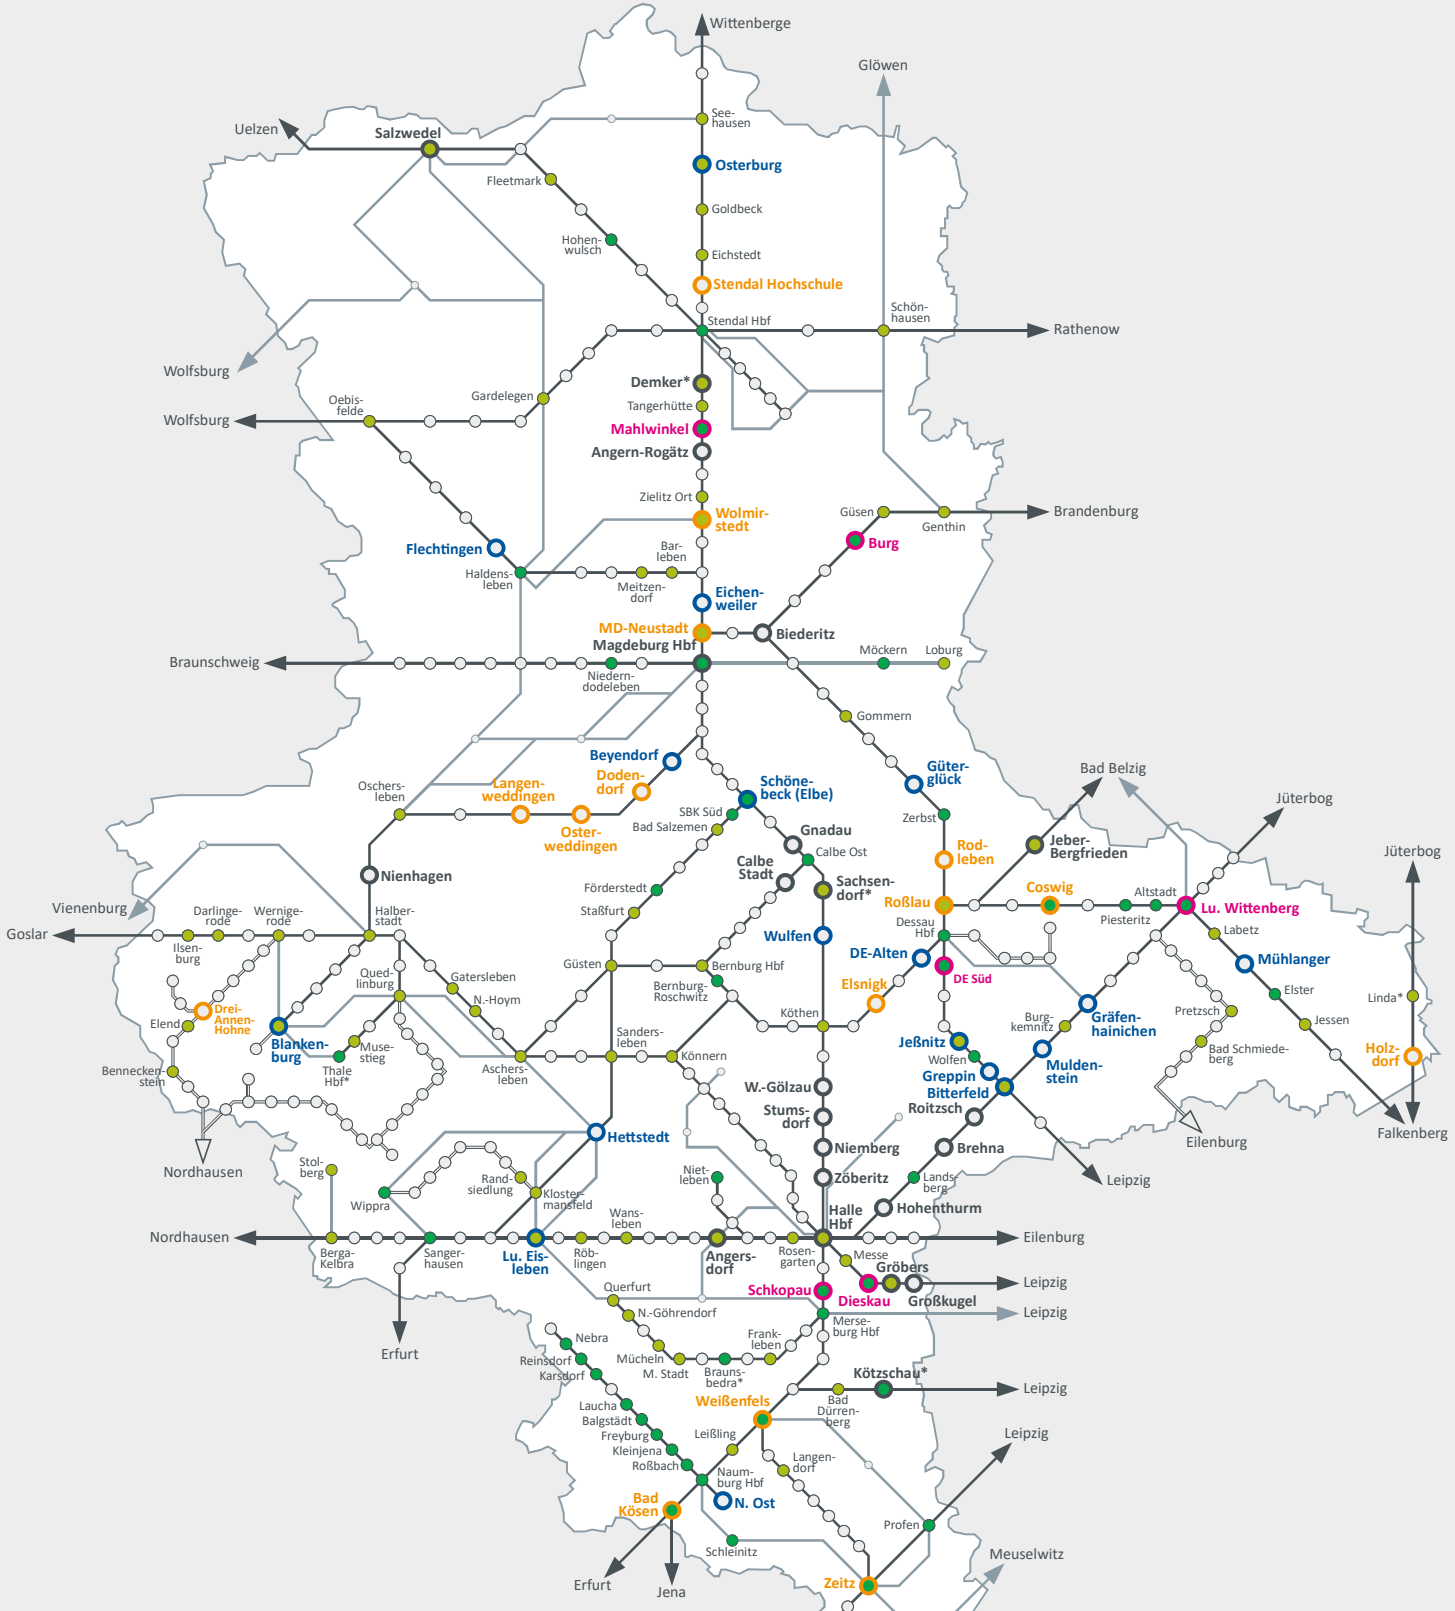 Wittenberge
Glöwen
Uelzen
Salzwedel
See-
hausen
Osterburg
Fleetmark
Goldbeck
Hohen-
wulsch
Eichstedt
Stendal Hochschule
Stendal Hbf
Schön-
hausen
Rathenow
Wolfsburg
Demker*
Gardelegen
Tangerhütte
Oebis-
felde
Wolfsburg
Mahlwinkel
Angern-Rogätz
Zielitz Ort
Wolmir-
stedt
Güsen
Genthin
Brandenburg
Flechtingen
Burg
Bar-
leben
Haldens-
leben
Meitzen-
dorf
Eichen-
weiler
MD-Neustadt
Biederitz
Magdeburg Hbf
Braunschweig
Niedern-
dodeleben
Möckern
Loburg
Gommern
Beyendorf
Güter-
glück
Bad Belzig
Oschers-
leben
Langen-
weddingen
Doden-
dorf
Schöne-
beck (Elbe)
Jüterbog
SBK Süd
Bad Salzemen
Zerbst
Oster-
weddingen
Gnadau
Calbe Ost
Rod-
leben
Jeber-
Bergfrieden
Jüterbog
Calbe
Stadt
Nienhagen
Förderstedt
Sachsen-
dorf*
Coswig
Altstadt
Roßlau
Piesteritz
Lu. Wittenberg
Vienenburg
Darlinge-
rode
Wernige-
rode
Halber-
stadt
Staßfurt
Dessau
Hbf
Labetz
Goslar
Ilsen-
burg
Wulfen
DE-Alten
Mühlanger
Güsten
Bernburg Hbf
DE Süd
Qued-
linburg
Gatersleben
Bernburg-
Roschwitz
Elsnigk
Elster
Linda*
N.-Hoym
Drei-
Annen-
Hohne
Elend
Köthen
Burg-
kemnitz
Gräfen-
hainichen
Pretzsch
Jessen
Blanken-
burg
Muse-
stieg
Sanders-
leben
Jeßnitz
Bad Schmiede-
berg
Holz-
dorf
Thale
Hbf*
Könnern
Wolfen
Mulden-
stein
Bennecken-
stein
Aschers-
leben
Greppin
W.-Gölzau
Bitterfeld
Stums-
dorf
Roitzsch
Hettstedt
Eilenburg
Falkenberg
Niemberg
Brehna
Nordhausen
Stol-
berg
Niet-
leben
Zöberitz
Lands-
berg
Leipzig
Rand-
siedlung
Kloster-
mansfeld
Wippra
Halle
Hbf
Hohenthurm
Wans-
leben
Nordhausen
Eilenburg
Berga-
Kelbra
Sanger-
hausen
Lu. Eis-
leben
Röb-
lingen
Angers-
dorf
Rosen-
garten
Messe
Gröbers
Querfurt
Schkopau
Dieskau
Großkugel
Leipzig
N.-Göhrendorf
Merse-
burg Hbf
Leipzig
Nebra
Frank-
leben
Erfurt
Reinsdorf
Mücheln
Karsdorf
M. Stadt
Brauns-
bedra*
Kötzschau*
Leipzig
Weißenfels
Bad
Dürren-
berg
Laucha
Balgstädt
Freyburg
Leißling
Leipzig
Kleinjena
Roßbach
Langen-
dorf
Naum-
burg Hbf
Bad
Kösen
N. Ost
Profen
Schleinitz
Meuselwitz
Erfurt
Jena
Zeitz